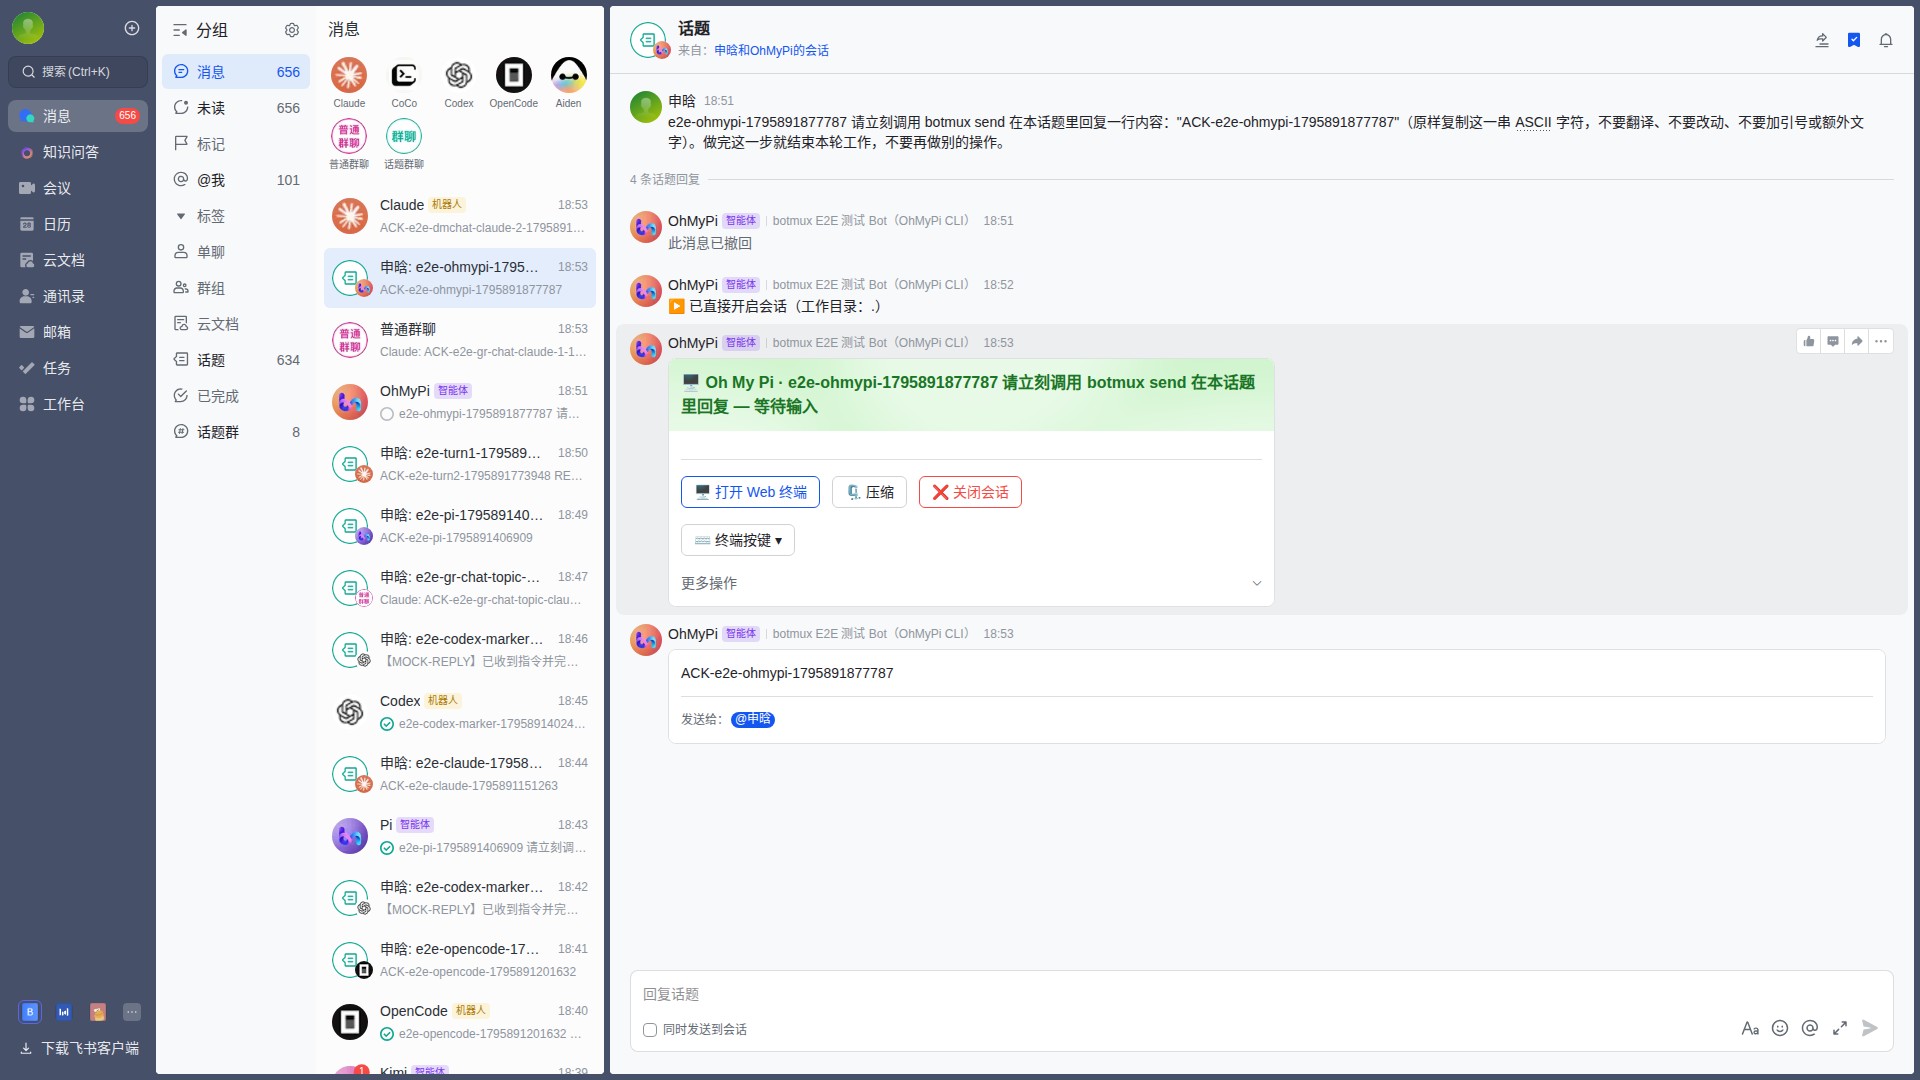 搜索 (Ctrl+K)
消息
656
知识问答
会议
日历
云文档
通讯录
邮箱
任务
工作台
下载飞书客户端
分组
消息 656
未读 656
标记
@我 101
标签
单聊
群组
云文档
话题 634
已完成
话题群 8
消息
Claude
CoCo
Codex
OpenCode
Aiden
普通群聊
普通群聊
群聊
话题群聊
Claude 机器人 18:53
ACK-e2e-dmchat-claude-2-1795891…
申晗: e2e-ohmypi-1795… 18:53
ACK-e2e-ohmypi-1795891877787
普通群聊
普通群聊 18:53
Claude: ACK-e2e-gr-chat-claude-1-1…
OhMyPi 智能体 18:51
e2e-ohmypi-1795891877787 请…
申晗: e2e-turn1-179589… 18:50
ACK-e2e-turn2-1795891773948 RE…
申晗: e2e-pi-179589140… 18:49
ACK-e2e-pi-1795891406909
申晗: e2e-gr-chat-topic-… 18:47
Claude: ACK-e2e-gr-chat-topic-clau…
申晗: e2e-codex-marker… 18:46
【MOCK-REPLY】已收到指令并完…
Codex 机器人 18:45
e2e-codex-marker-17958914024…
申晗: e2e-claude-17958… 18:44
ACK-e2e-claude-1795891151263
Pi 智能体 18:43
e2e-pi-1795891406909 请立刻调…
申晗: e2e-codex-marker… 18:42
【MOCK-REPLY】已收到指令并完…
申晗: e2e-opencode-17… 18:41
ACK-e2e-opencode-1795891201632
OpenCode 机器人 18:40
e2e-opencode-1795891201632 …
Kimi 智能体 18:39
1
话题
来自：申晗和OhMyPi的会话
申晗 18:51
e2e-ohmypi-1795891877787 请立刻调用 botmux send 在本话题里回复一行内容："ACK-e2e-ohmypi-1795891877787"（原样复制这一串 ASCII 字符，不要翻译、不要改动、不要加引号或额外文
字）。做完这一步就结束本轮工作，不要再做别的操作。
4 条话题回复
OhMyPi 智能体 botmux E2E 测试 Bot（OhMyPi CLI） 18:51
此消息已撤回
OhMyPi 智能体 botmux E2E 测试 Bot（OhMyPi CLI） 18:52
▶️ 已直接开启会话（工作目录：.）
OhMyPi 智能体 botmux E2E 测试 Bot（OhMyPi CLI） 18:53
🖥️ Oh My Pi · e2e-ohmypi-1795891877787 请立刻调用 botmux send 在本话题
里回复 — 等待输入
🖥️ 打开 Web 终端
🗜️ 压缩
❌ 关闭会话
⌨️ 终端按键 ▾
更多操作
OhMyPi 智能体 botmux E2E 测试 Bot（OhMyPi CLI） 18:53
ACK-e2e-ohmypi-1795891877787
发送给：@申晗
回复话题
同时发送到会话